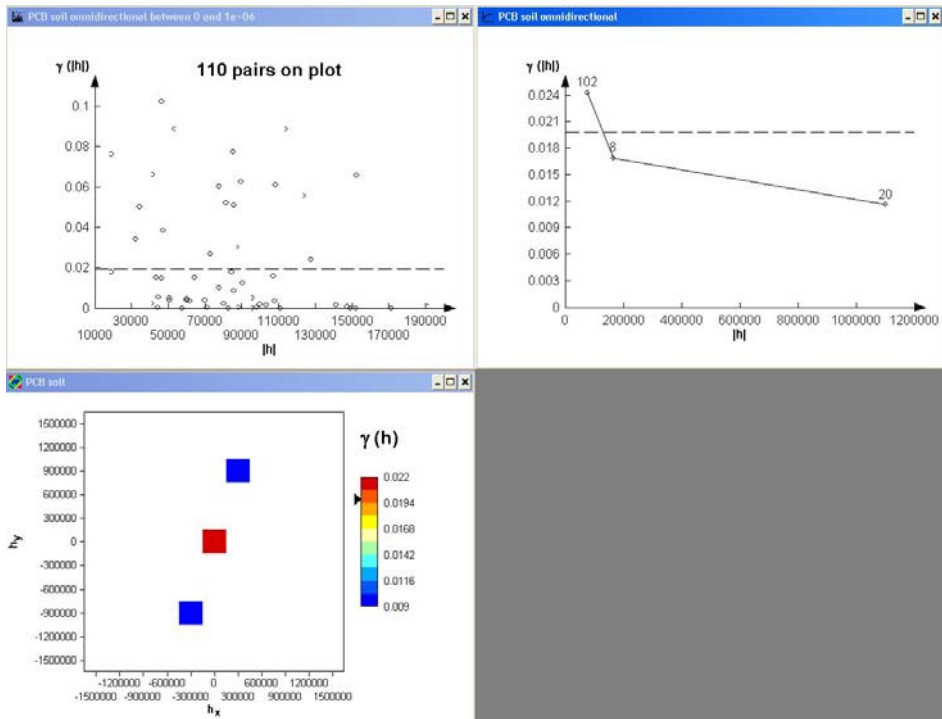 PCB soil omnidirectional between 0 and 1e+06
γ (|h|)
110 pairs on plot
0.1
0.08
0.06
0.04
0.02
0
30000 50000 70000 90000 110000 130000 150000 170000 190000
10000
|h|
PCB soil omnidirectional
γ (|h|)
102
0.024
0.021
0.018
8
0.015
0.012
20
0.009
0.006
0.003
0
0 200000 400000 600000 800000 1000000 1200000
|h|
PCB soil
1500000
1200000
900000
600000
300000
0
-300000
-600000
-900000
-1200000
-1500000
hy
-1200000 -600000 0 600000 1200000
-1500000 -900000 -300000 300000 900000 1500000
hx
γ (h)
0.022
0.0194
0.0168
0.0142
0.0116
0.009